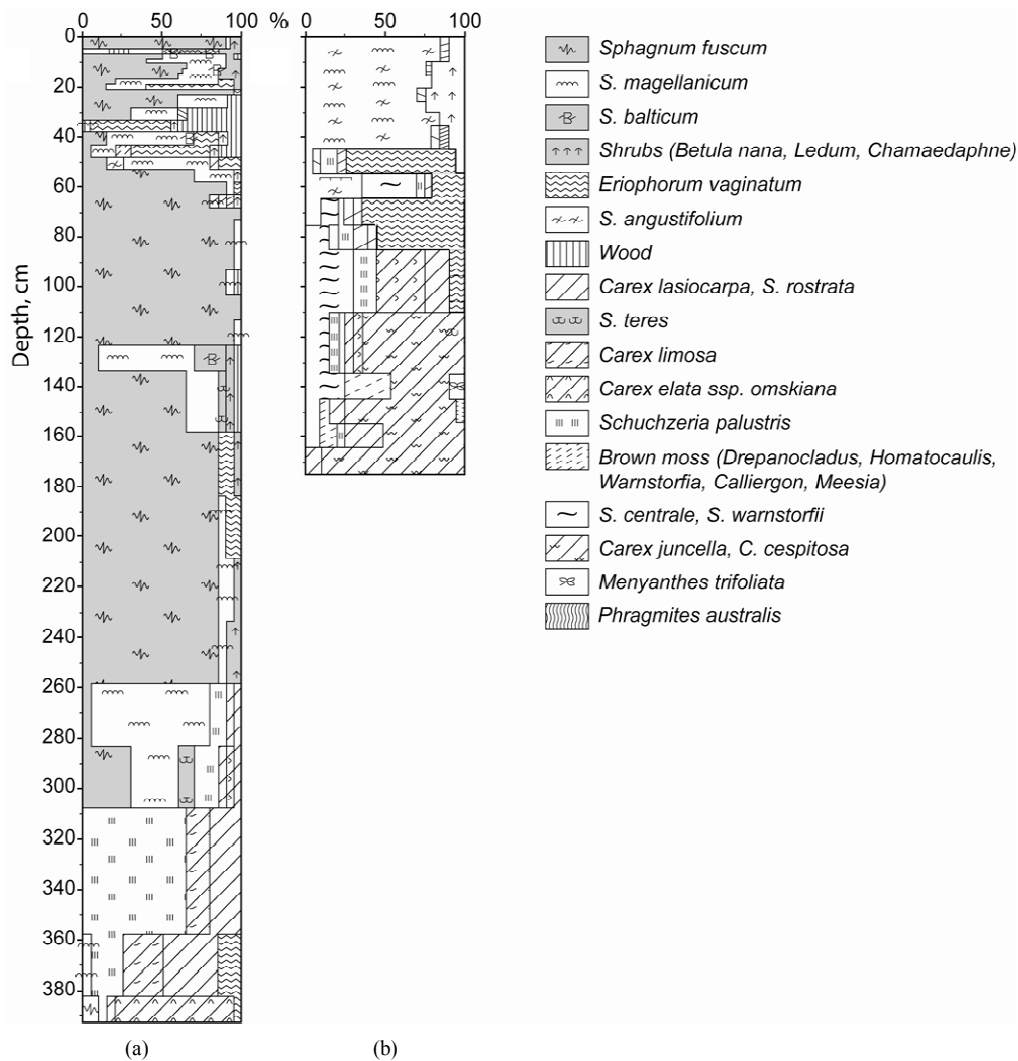 0 50 100 % 0 50 100
Depth, cm
0
20
40
60
80
100
120
140
160
180
200
220
240
260
280
300
320
340
360
380
Sphagnum fuscum
S. magellanicum
S. balticum
Shrubs (Betula nana, Ledum, Chamaedaphne)
Eriophorum vaginatum
S. angustifolium
Wood
Carex lasiocarpa, S. rostrata
S. teres
Carex limosa
Carex elata ssp. omskiana
Schuchzeria palustris
Brown moss (Drepanocladus, Homatocaulis,
Warnstorfia, Calliergon, Meesia)
S. centrale, S. warnstorfii
Carex juncella, C. cespitosa
Menyanthes trifoliata
Phragmites australis
(a) (b)